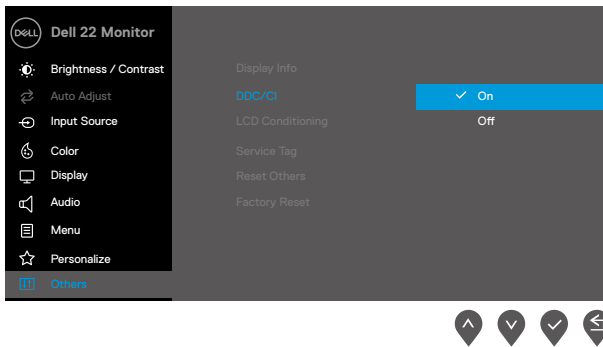 DELL Dell 22 Monitor
Brightness / Contrast
Auto Adjust
Input Source
Color
Display
Audio
Menu
Personalize
Others
Display Info
DDC/CI
LCD Conditioning
Service Tag
Reset Others
Factory Reset
On
Off